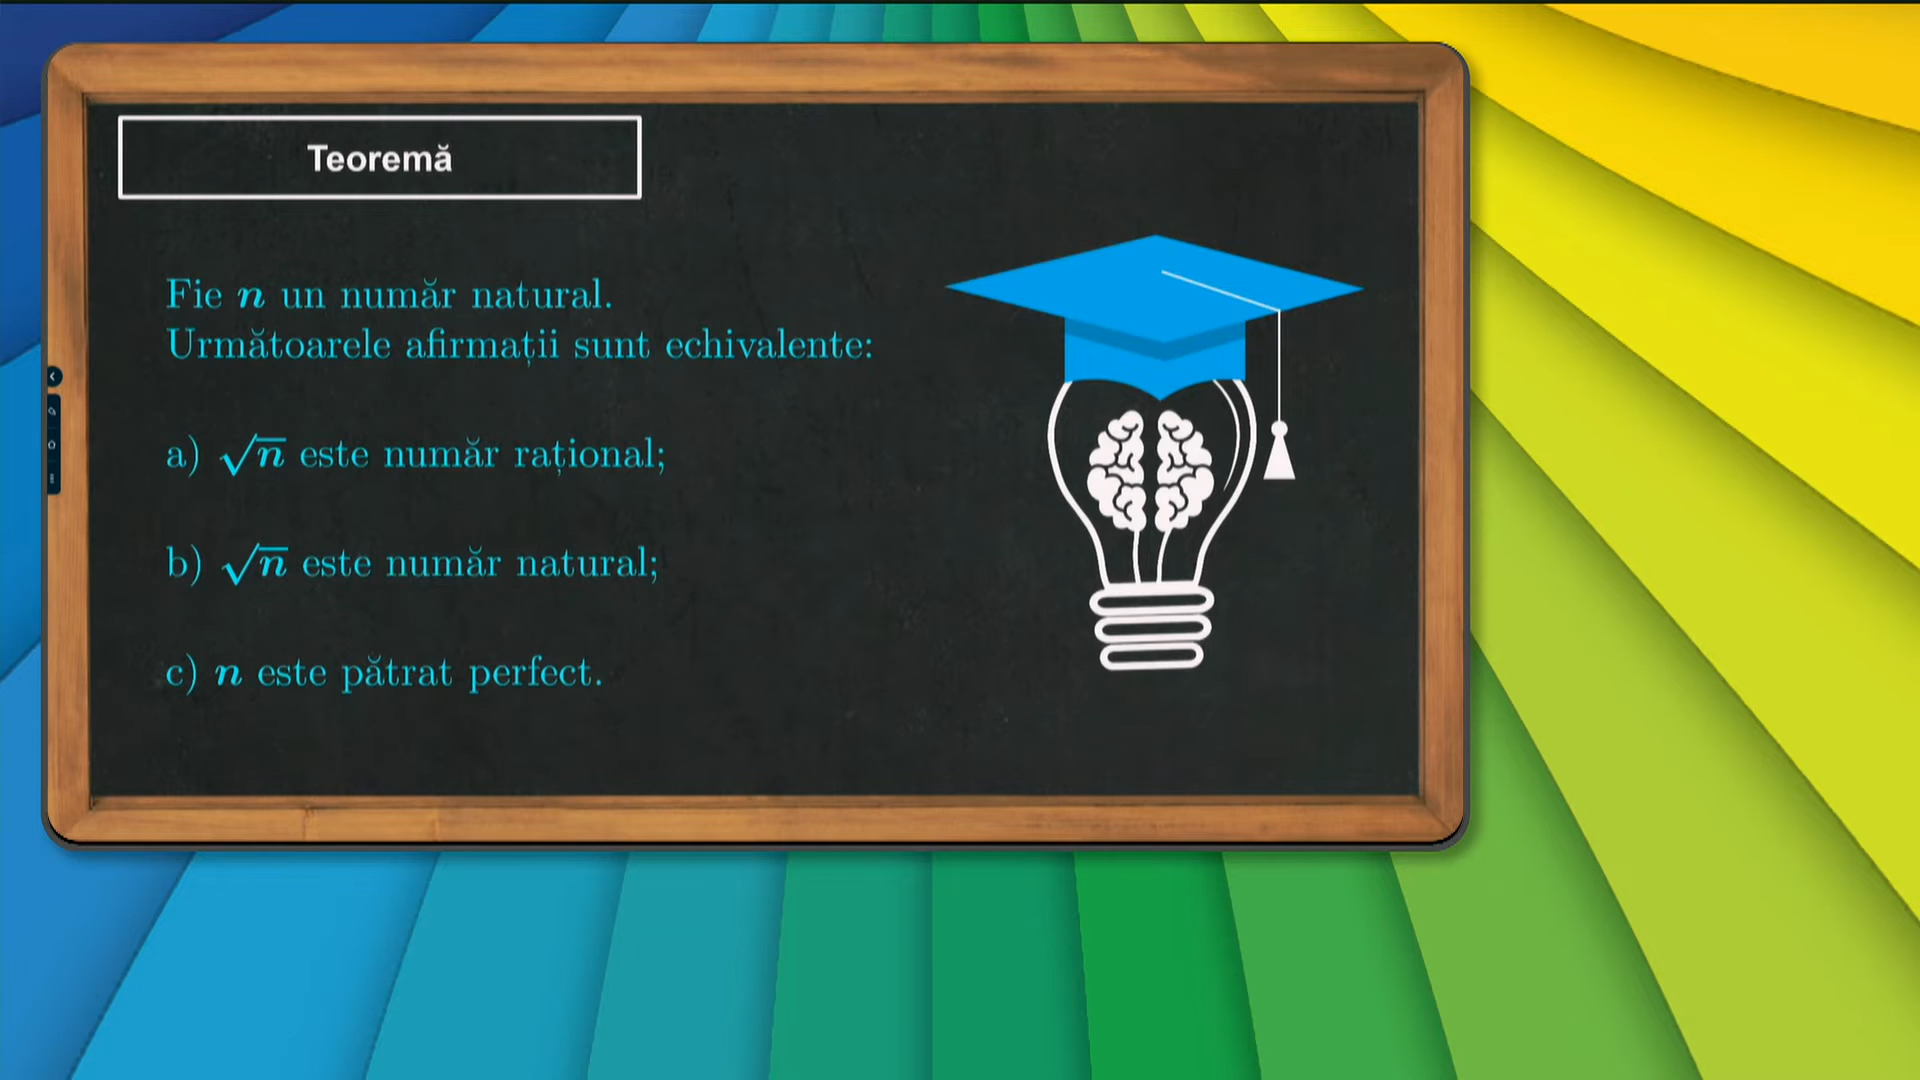 Teoremă
Fie n un număr natural.
Următoarele afirmații sunt echivalente:
a) √n este număr rațional;
b) √n este număr natural;
c) n este pătrat perfect.